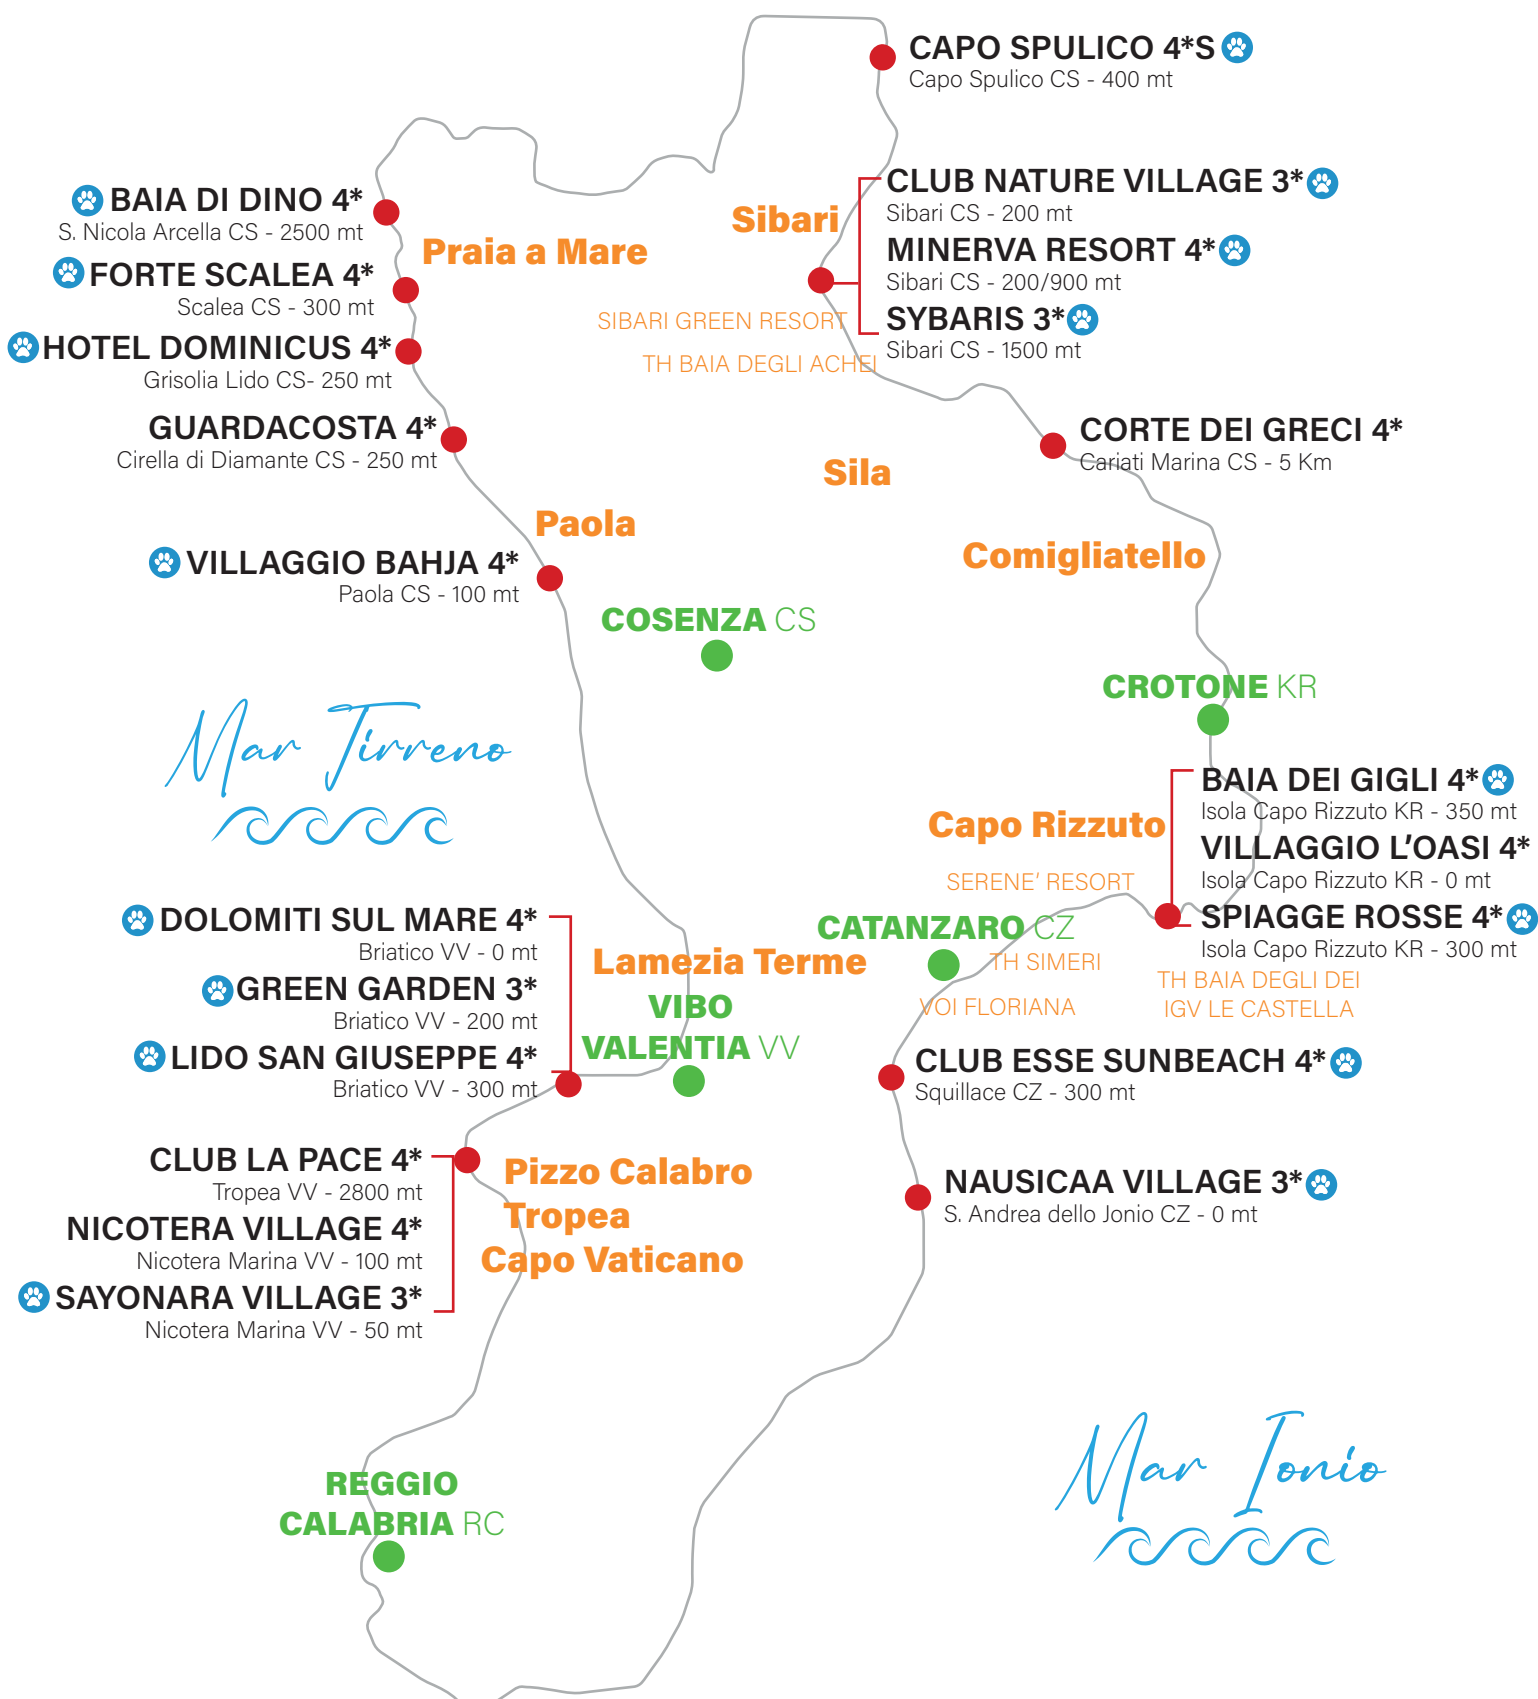 CAPO SPULICO 4*S
Capo Spulico CS - 400 mt
BAIA DI DINO 4*
S. Nicola Arcella CS - 2500 mt
FORTE SCALEA 4*
Scalea CS - 300 mt
HOTEL DOMINICUS 4*
Grisolia Lido CS- 250 mt
GUARDACOSTA 4*
Cirella di Diamante CS - 250 mt
VILLAGGIO BAHJA 4*
Paola CS - 100 mt
Praia a Mare
Paola
Sibari
SIBARI GREEN RESORT
TH BAIA DEGLI ACHEI
CLUB NATURE VILLAGE 3*
Sibari CS - 200 mt
MINERVA RESORT 4*
Sibari CS - 200/900 mt
SYBARIS 3*
Sibari CS - 1500 mt
CORTE DEI GRECI 4*
Cariati Marina CS - 5 Km
Sila
Comigliatello
COSENZA CS
CROTONE KR
Mar Tirreno
BAIA DEI GIGLI 4*
Isola Capo Rizzuto KR - 350 mt
VILLAGGIO L'OASI 4*
Isola Capo Rizzuto KR - 0 mt
SPIAGGE ROSSE 4*
Isola Capo Rizzuto KR - 300 mt
Capo Rizzuto
SERENE' RESORT
CATANZARO CZ
TH SIMERI
VOI FLORIANA
TH BAIA DEGLI DEI
IGV LE CASTELLA
DOLOMITI SUL MARE 4*
Briatico VV - 0 mt
GREEN GARDEN 3*
Briatico VV - 200 mt
LIDO SAN GIUSEPPE 4*
Briatico VV - 300 mt
Lamezia Terme
VIBO
VALENTIA VV
CLUB ESSE SUNBEACH 4*
Squillace CZ - 300 mt
NAUSICAA VILLAGE 3*
S. Andrea dello Jonio CZ - 0 mt
CLUB LA PACE 4*
Tropea VV - 2800 mt
NICOTERA VILLAGE 4*
Nicotera Marina VV - 100 mt
SAYONARA VILLAGE 3*
Nicotera Marina VV - 50 mt
Pizzo Calabro
Tropea
Capo Vaticano
REGGIO
CALABRIA RC
Mar Ionio